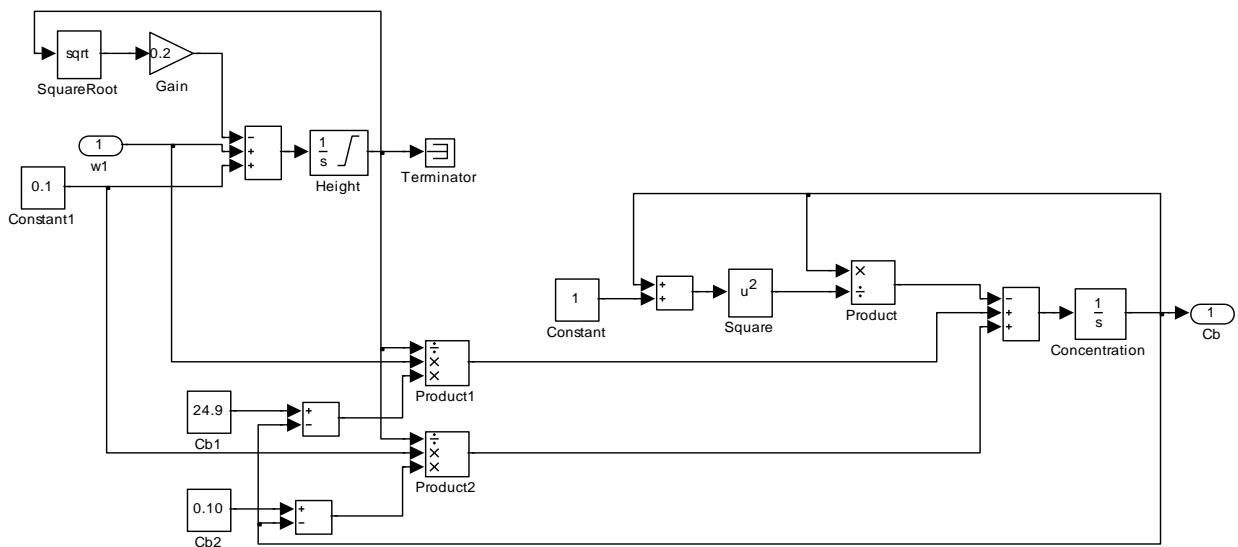 sqrt
SquareRoot
0.2
Gain
−
+
+
1
w1
1
s
Height
Terminator
0.1
Constant1
+
+
1
Constant
u2
Square
×
÷
Product
−
+
+
1
s
Concentration
1
Cb
÷
×
×
Product1
24.9
Cb1
+
−
÷
×
×
Product2
0.10
Cb2
+
−